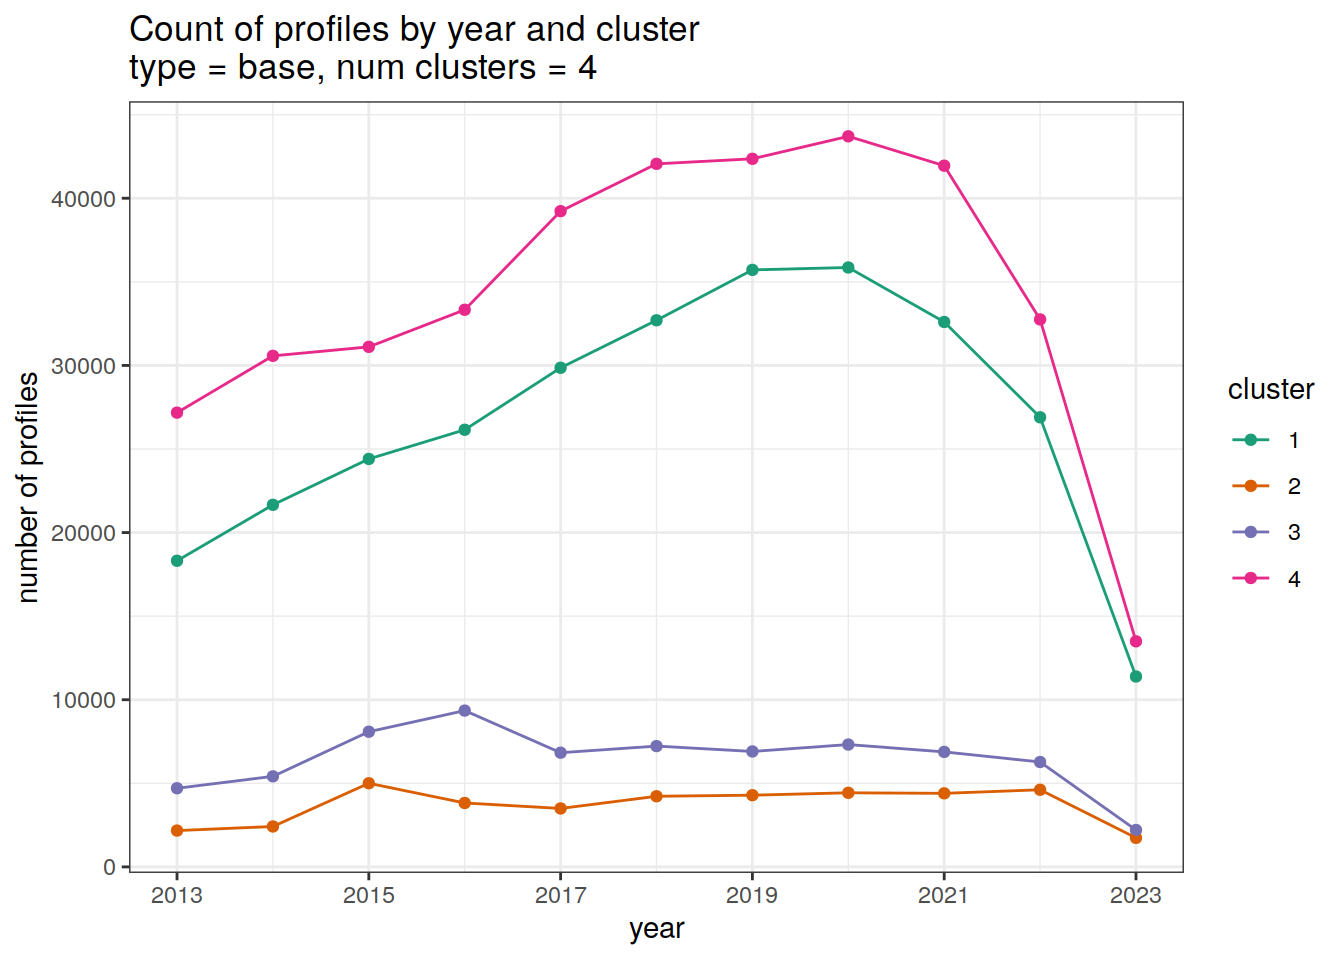 Count of profiles by year and cluster
type = base, num clusters = 4
number of profiles
40000
30000
20000
10000
0
2013 2015 2017 2019 2021 2023
year
cluster
1
2
3
4